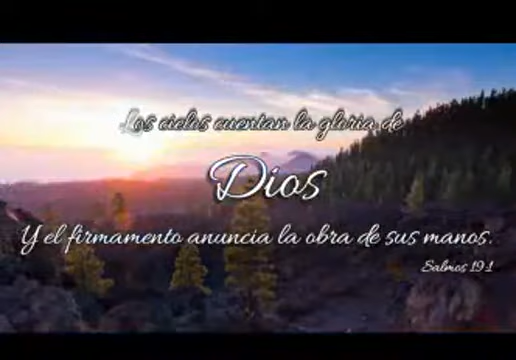 Los cielos cuentan la gloria de
Dios
Y el firmamento anuncia la obra de sus manos.
Salmos 19:1